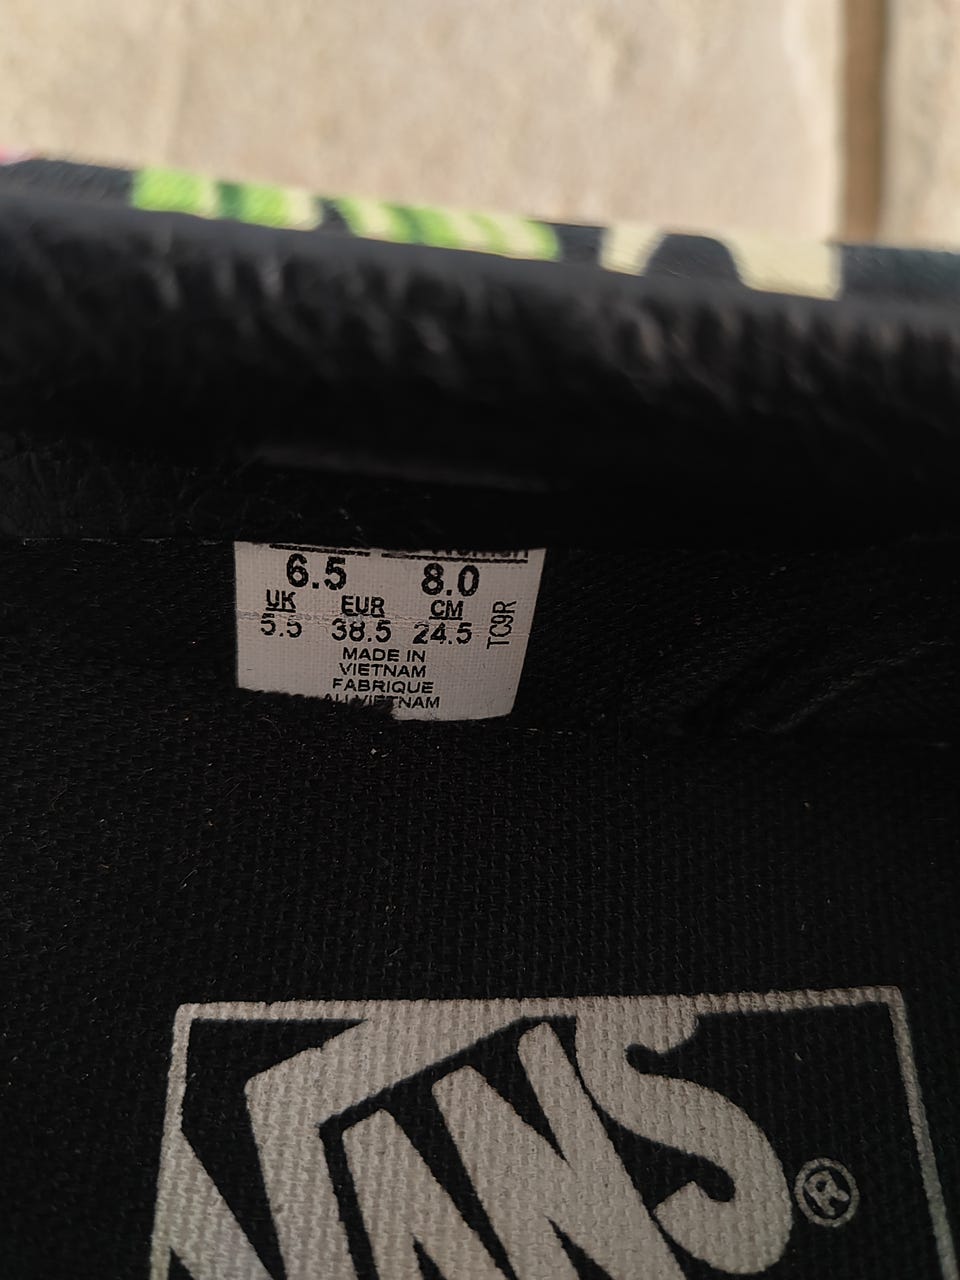 6.5 8.0
UK EUR CM
5.5 38.5 24.5
TC9R
MADE IN
VIETNAM
FABRIQUE
AU VIETNAM
VANS®